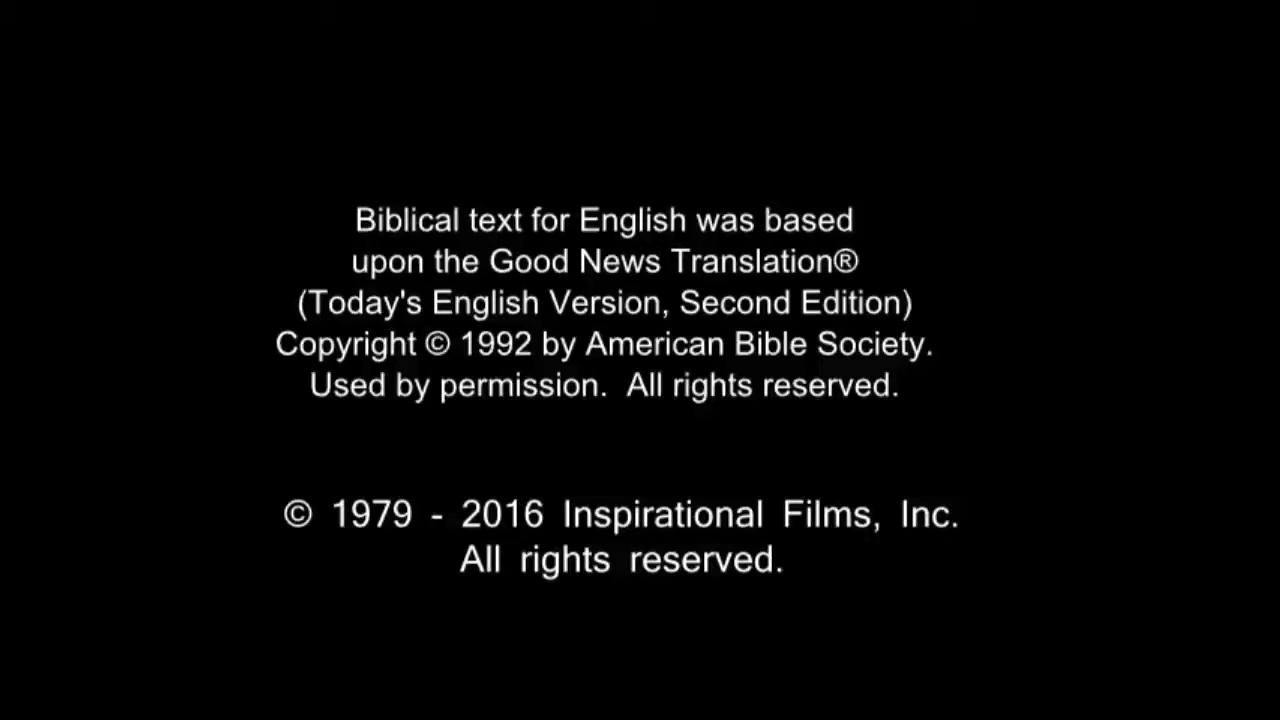 Biblical text for English was based
upon the Good News Translation®
(Today's English Version, Second Edition)
Copyright © 1992 by American Bible Society.
Used by permission.  All rights reserved.
© 1979 - 2016 Inspirational Films, Inc.
All rights reserved.